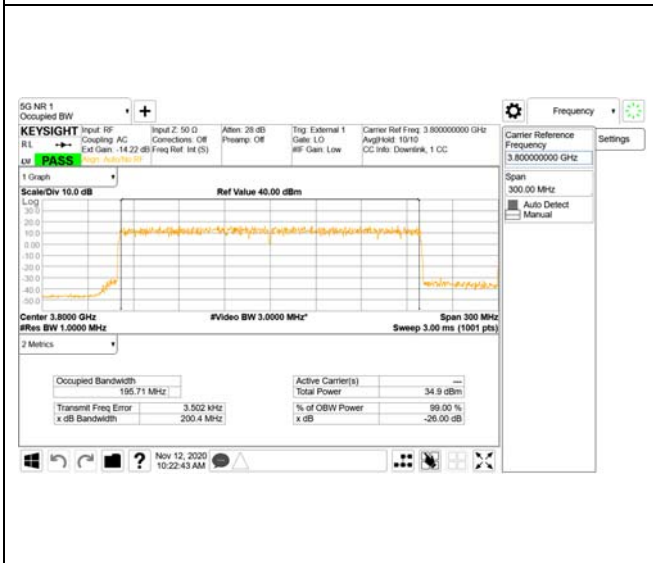 5G NR 1
Occupied BW
Frequency
KEYSIGHT
Input: RF
Input Z: 50 Ω
Atten: 28 dB
Trig: External 1
Carrier Ref Freq: 3.800000000 GHz
RL
Coupling: AC
Corrections: Off
Preamp: Off
Gate: LO
Avg|Hold: 10/10
Ext Gain: -14.22 dB
Freq Ref: Int (S)
#IF Gain: Low
CC Info: Downlink, 1 CC
PASS
Align: Auto/No RF
Carrier Reference
Frequency
3.800000000 GHz
Settings
Span
300.00 MHz
Auto Detect
Manual
1 Graph
Scale/Div 10.0 dB
Ref Value 40.00 dBm
Log
30.0
20.0
10.0
0.00
-10.0
-20.0
-30.0
-40.0
-50.0
Center 3.8000 GHz
#Video BW 3.0000 MHz*
Span 300 MHz
#Res BW 1.0000 MHz
Sweep 3.00 ms (1001 pts)
2 Metrics
Occupied Bandwidth
195.71 MHz
Active Carrier(s)
---
Total Power
34.9 dBm
Transmit Freq Error
3.502 kHz
% of OBW Power
99.00 %
x dB Bandwidth
200.4 MHz
x dB
-26.00 dB
?
Nov 12, 2020
10:22:43 AM